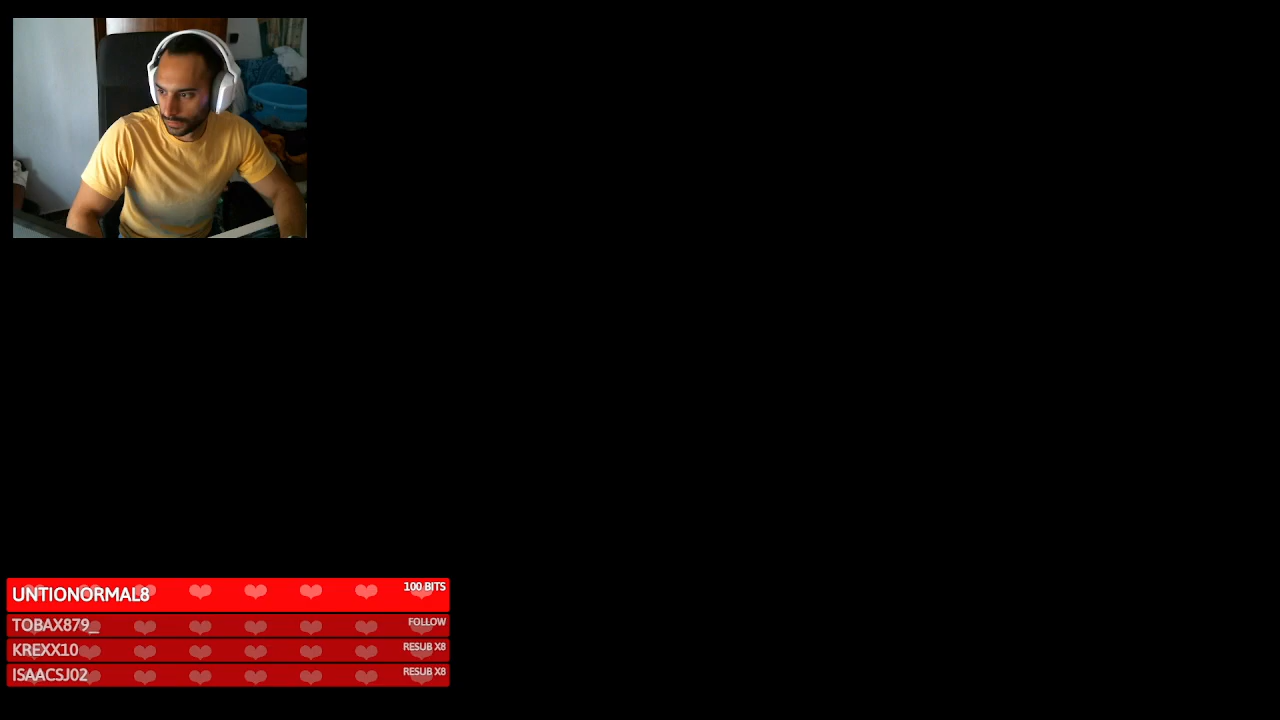 UNTIONORMAL8 100 BITS
TOBAX879_ FOLLOW
KREXX10 RESUB X8
ISAACSJ02 RESUB X8